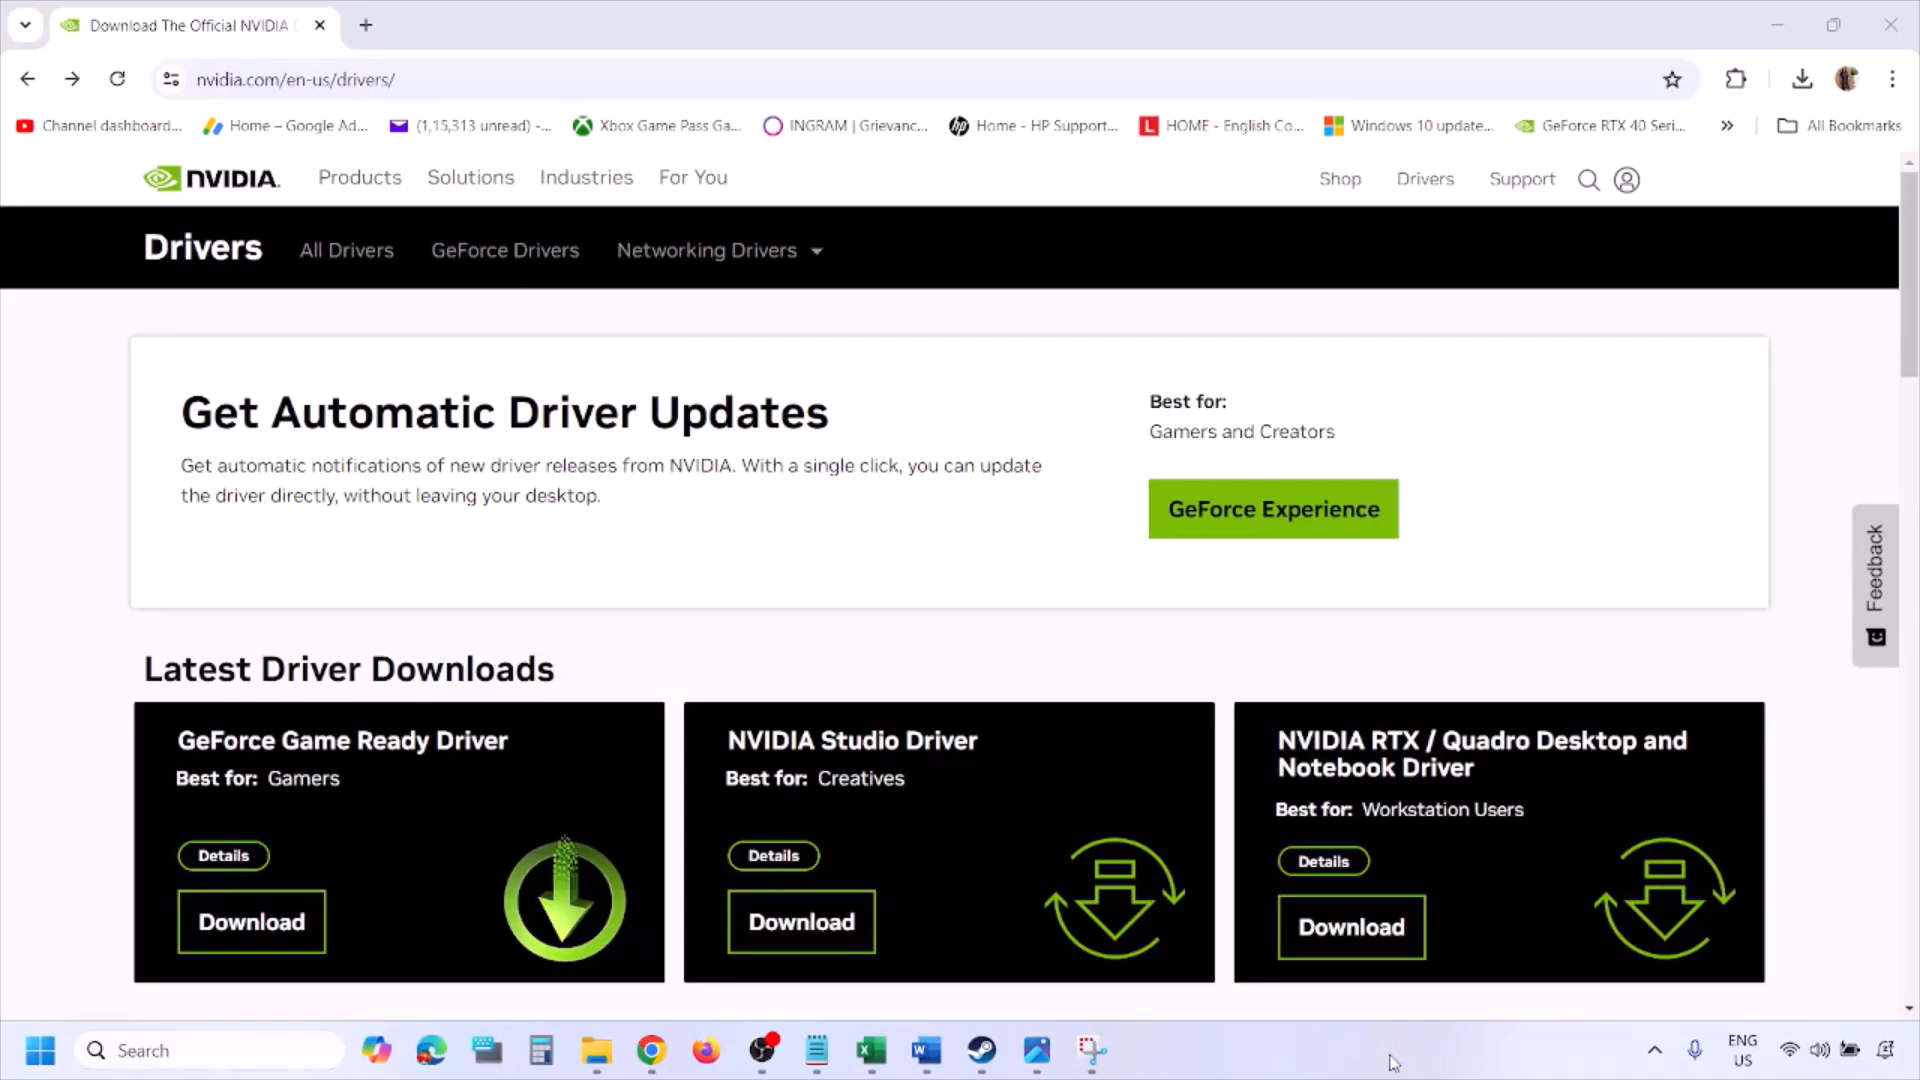 Download The Official NVIDIA
nvidia.com/en-us/drivers/
Channel dashboard...
Home – Google Ad...
(1,15,313 unread) -...
Xbox Game Pass Ga...
INGRAM | Grievanc...
Home - HP Support...
HOME - English Co...
Windows 10 update...
GeForce RTX 40 Seri...
All Bookmarks
NVIDIA.
Products
Solutions
Industries
For You
Shop
Drivers
Support
Drivers
All Drivers
GeForce Drivers
Networking Drivers
Get Automatic Driver Updates
Get automatic notifications of new driver releases from NVIDIA. With a single click, you can update
the driver directly, without leaving your desktop.
Best for:
Gamers and Creators
GeForce Experience
Feedback
Latest Driver Downloads
GeForce Game Ready Driver
Best for: Gamers
Details
Download
NVIDIA Studio Driver
Best for: Creatives
Details
Download
NVIDIA RTX / Quadro Desktop and
Notebook Driver
Best for: Workstation Users
Details
Download
Search
ENG
US